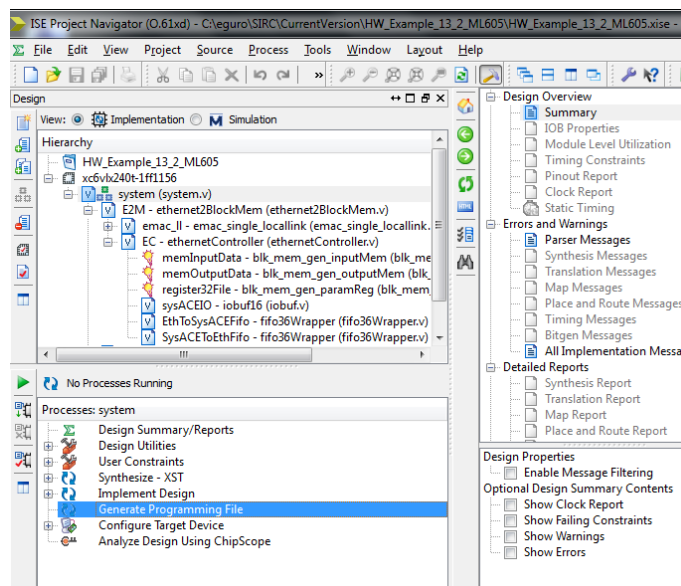 ISE Project Navigator (O.61xd) - C:\eguro\SIRC\CurrentVersion\HW_Example_13_2_ML605\HW_Example_13_2_ML605.xise -
File Edit View Project Source Process Tools Window Layout Help
Design
View: Implementation Simulation
Hierarchy
HW_Example_13_2_ML605
xc6vlx240t-1ff1156
system (system.v)
E2M - ethernet2BlockMem (ethernet2BlockMem.v)
emac_ll - emac_single_locallink (emac_single_locallink.
EC - ethernetController (ethernetController.v)
memInputData - blk_mem_gen_inputMem (blk_me
memOutputData - blk_mem_gen_outputMem (blk_
register32File - blk_mem_gen_paramReg (blk_mem_
sysACEIO - iobuf16 (iobuf.v)
EthToSysACEFifo - fifo36Wrapper (fifo36Wrapper.v)
SysACEToEthFifo - fifo36Wrapper (fifo36Wrapper.v)
No Processes Running
Processes: system
Design Summary/Reports
Design Utilities
User Constraints
Synthesize - XST
Implement Design
Generate Programming File
Configure Target Device
Analyze Design Using ChipScope
Design Overview
Summary
IOB Properties
Module Level Utilization
Timing Constraints
Pinout Report
Clock Report
Static Timing
Errors and Warnings
Parser Messages
Synthesis Messages
Translation Messages
Map Messages
Place and Route Messages
Timing Messages
Bitgen Messages
All Implementation Messa
Detailed Reports
Synthesis Report
Translation Report
Map Report
Place and Route Report
Design Properties
Enable Message Filtering
Optional Design Summary Contents
Show Clock Report
Show Failing Constraints
Show Warnings
Show Errors